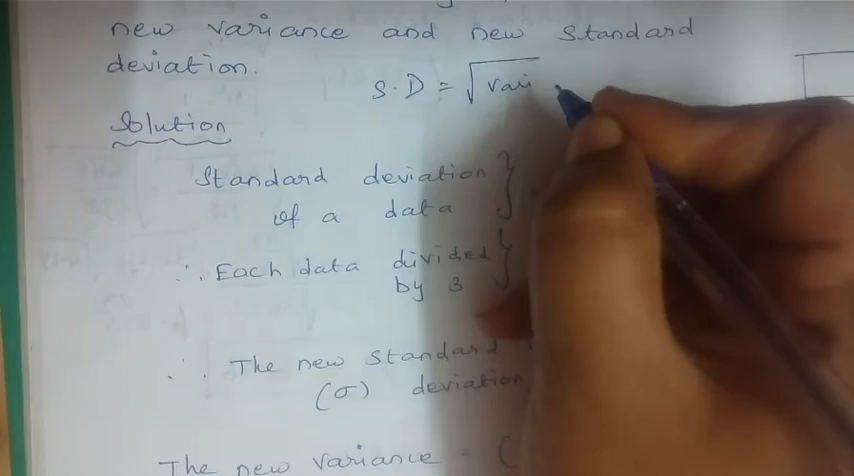 new variance and new standard
deviation.
S.D = √vari
Solution
Standard deviation }
of a data
∴ Each data divided }
by 3
∴ The new standard
(σ) deviation
The new variance = (